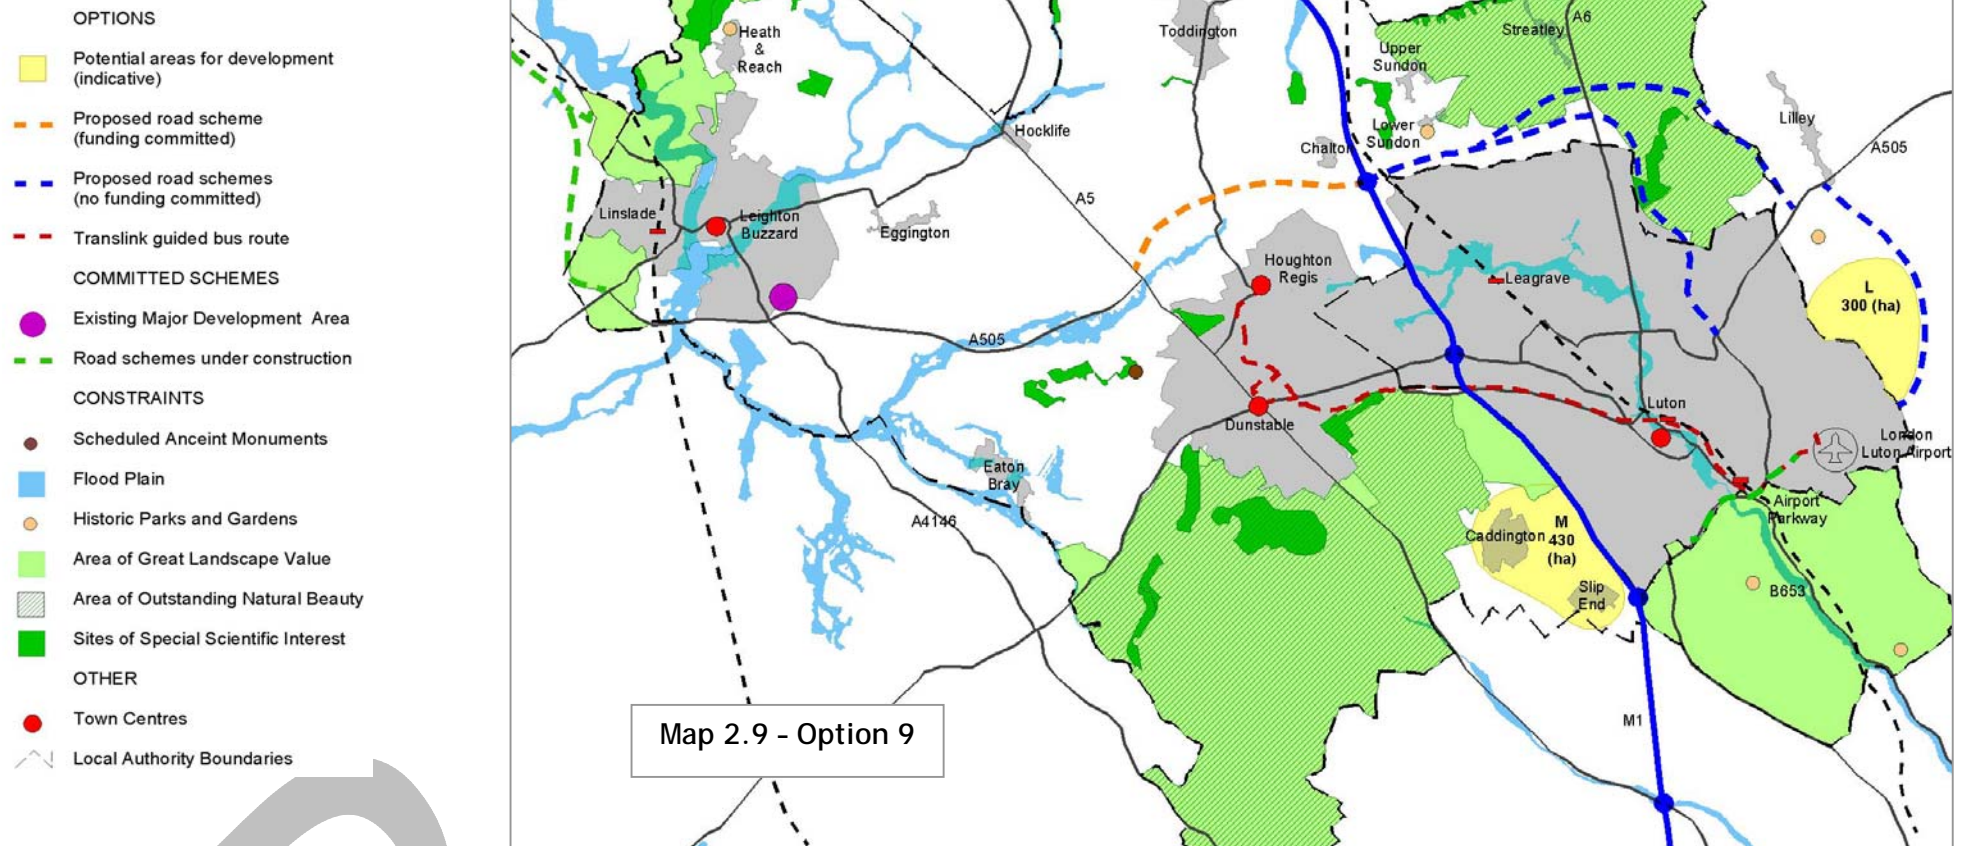 OPTIONS
Potential areas for development
(indicative)
Proposed road scheme
(funding committed)
Proposed road schemes
(no funding committed)
Translink guided bus route
COMMITTED SCHEMES
Existing Major Development Area
Road schemes under construction
CONSTRAINTS
Scheduled Anceint Monuments
Flood Plain
Historic Parks and Gardens
Area of Great Landscape Value
Area of Outstanding Natural Beauty
Sites of Special Scientific Interest
OTHER
Town Centres
Local Authority Boundaries
Heath
&
Reach
Toddington
A6
Streatley
Upper
Sundon
Hocklife
Lower
Sundon
Chalton
Lilley
A505
A5
Linslade
Leighton
Buzzard
Eggington
Houghton
Regis
Leagrave
L
300 (ha)
A505
Luton
Dunstable
London
Luton Airport
Eaton
Bray
A4146
Airport
Parkway
Caddington
M
430
(ha)
Slip
End
B653
M1
Map 2.9 - Option 9